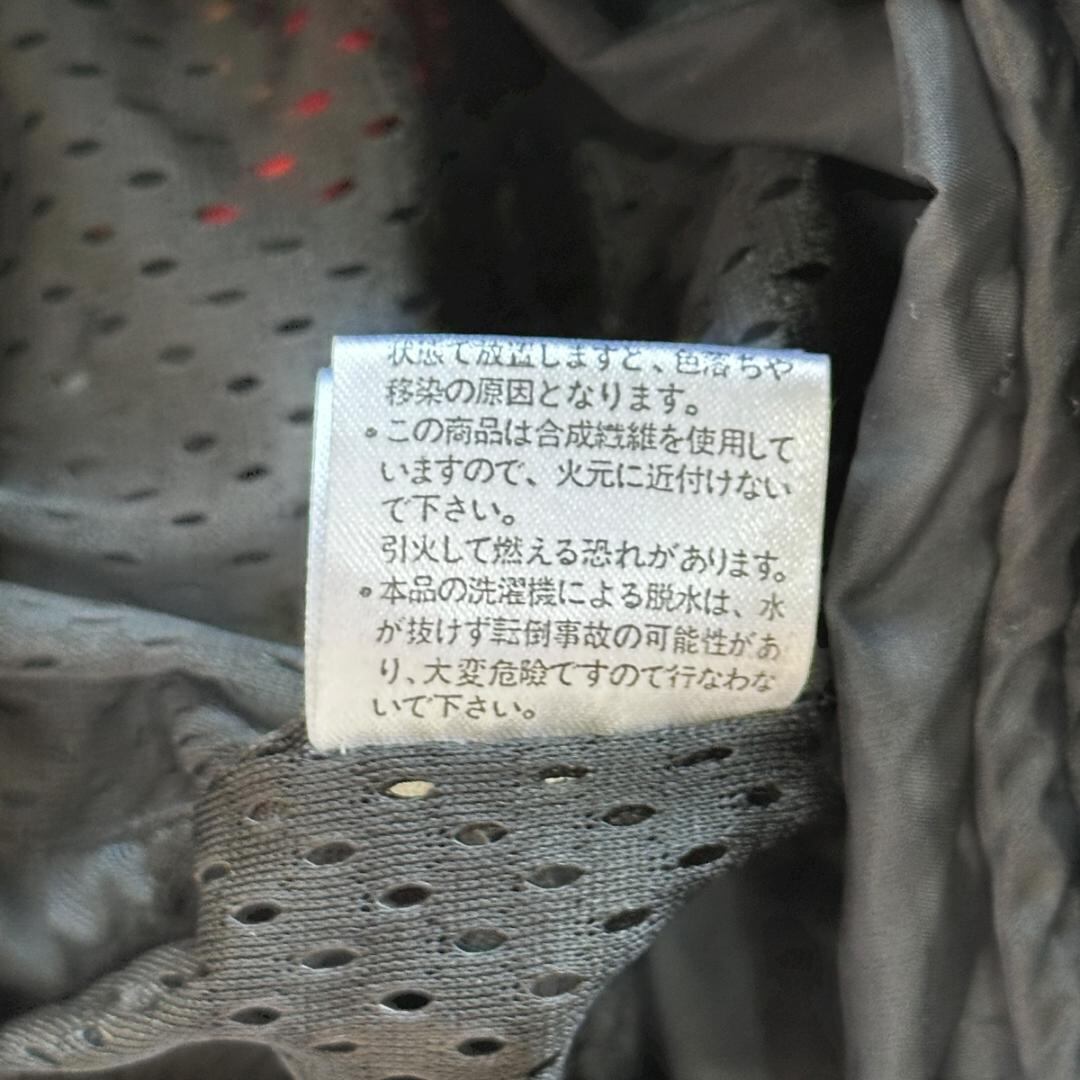 状態で放置しますと、色落ちや
移染の原因となります。
• この商品は合成繊維を使用して
いますので、火元に近付けない
で下さい。
引火して燃える恐れがあります。
• 本品の洗濯機による脱水は、水
が抜けず転倒事故の可能性があ
り、大変危険ですので行なわな
いで下さい。